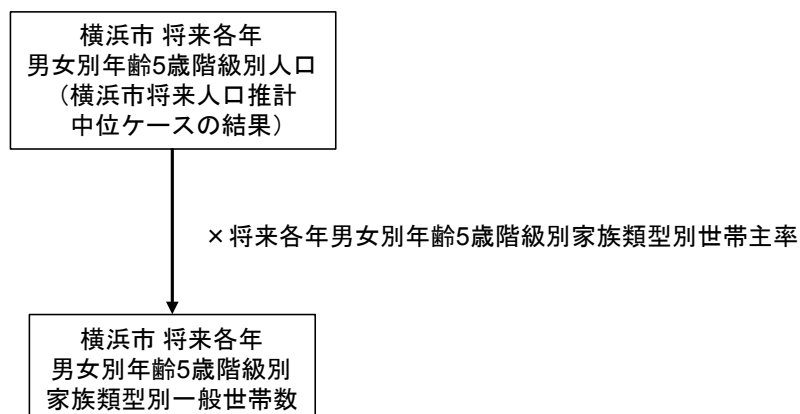 横浜市 将来各年
男女別年齢5歳階級別人口
（横浜市将来人口推計
中位ケースの結果）
×将来各年男女別年齢5歳階級別家族類型別世帯主率
横浜市 将来各年
男女別年齢5歳階級別
家族類型別一般世帯数